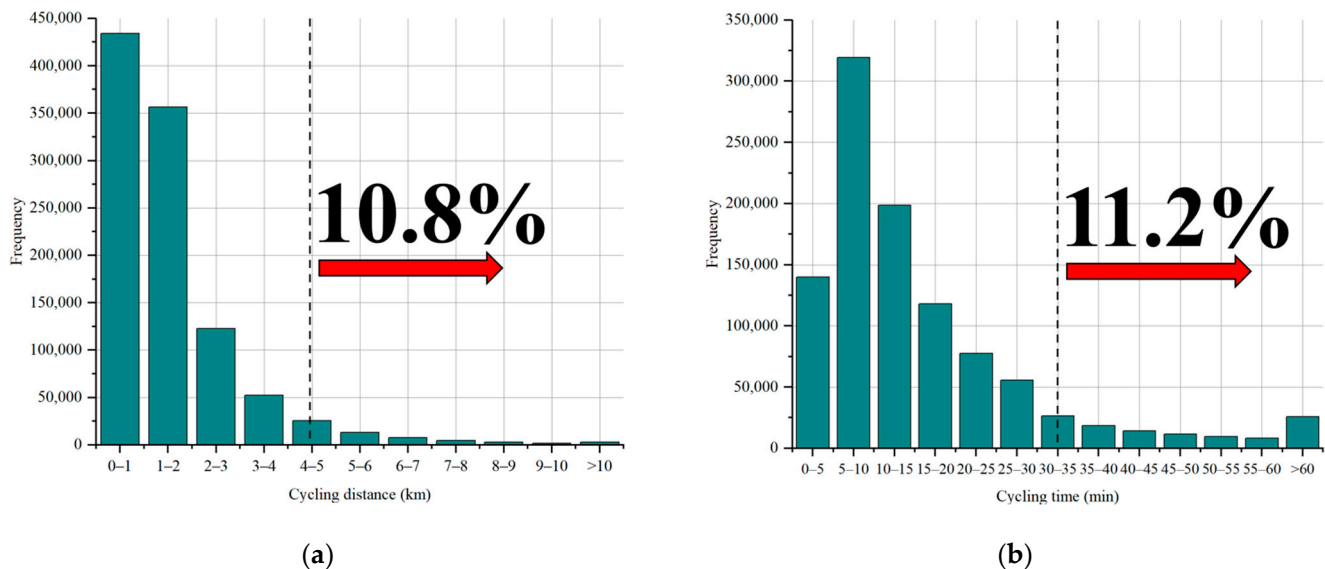 450,000
400,000
350,000
300,000
250,000
200,000
150,000
100,000
50,000
0
Frequency
10.8%
0–1 1–2 2–3 3–4 4–5 5–6 6–7 7–8 8–9 9–10 >10
Cycling distance (km)
(a)
350,000
300,000
250,000
200,000
150,000
100,000
50,000
0
Frequency
11.2%
0–5 5–10 10–15 15–20 20–25 25–30 30–35 35–40 40–45 45–50 50–55 55–60 >60
Cycling time (min)
(b)